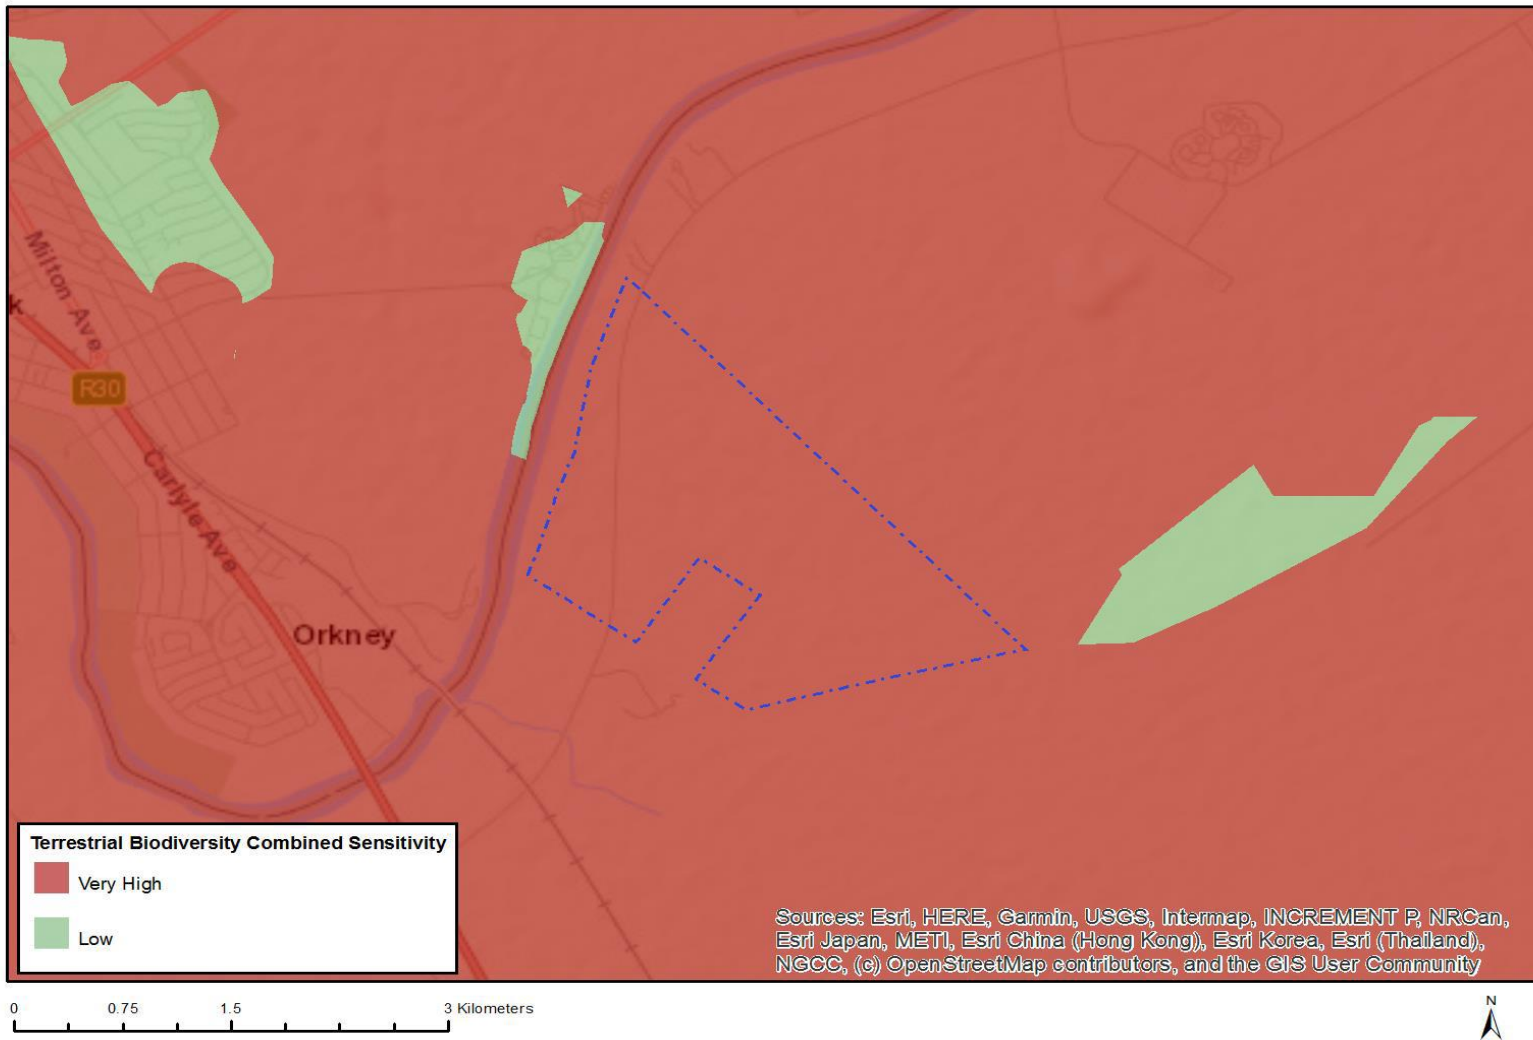 Milton Ave
k
R30
Carlyle Ave
Orkney
Terrestrial Biodiversity Combined Sensitivity
Very High
Low
Sources: Esri, HERE, Garmin, USGS, Intermap, INCREMENT P, NRCan,
Esri Japan, METI, Esri China (Hong Kong), Esri Korea, Esri (Thailand),
NGCC, (c) OpenStreetMap contributors, and the GIS User Community
0 0.75 1.5 3 Kilometers
N